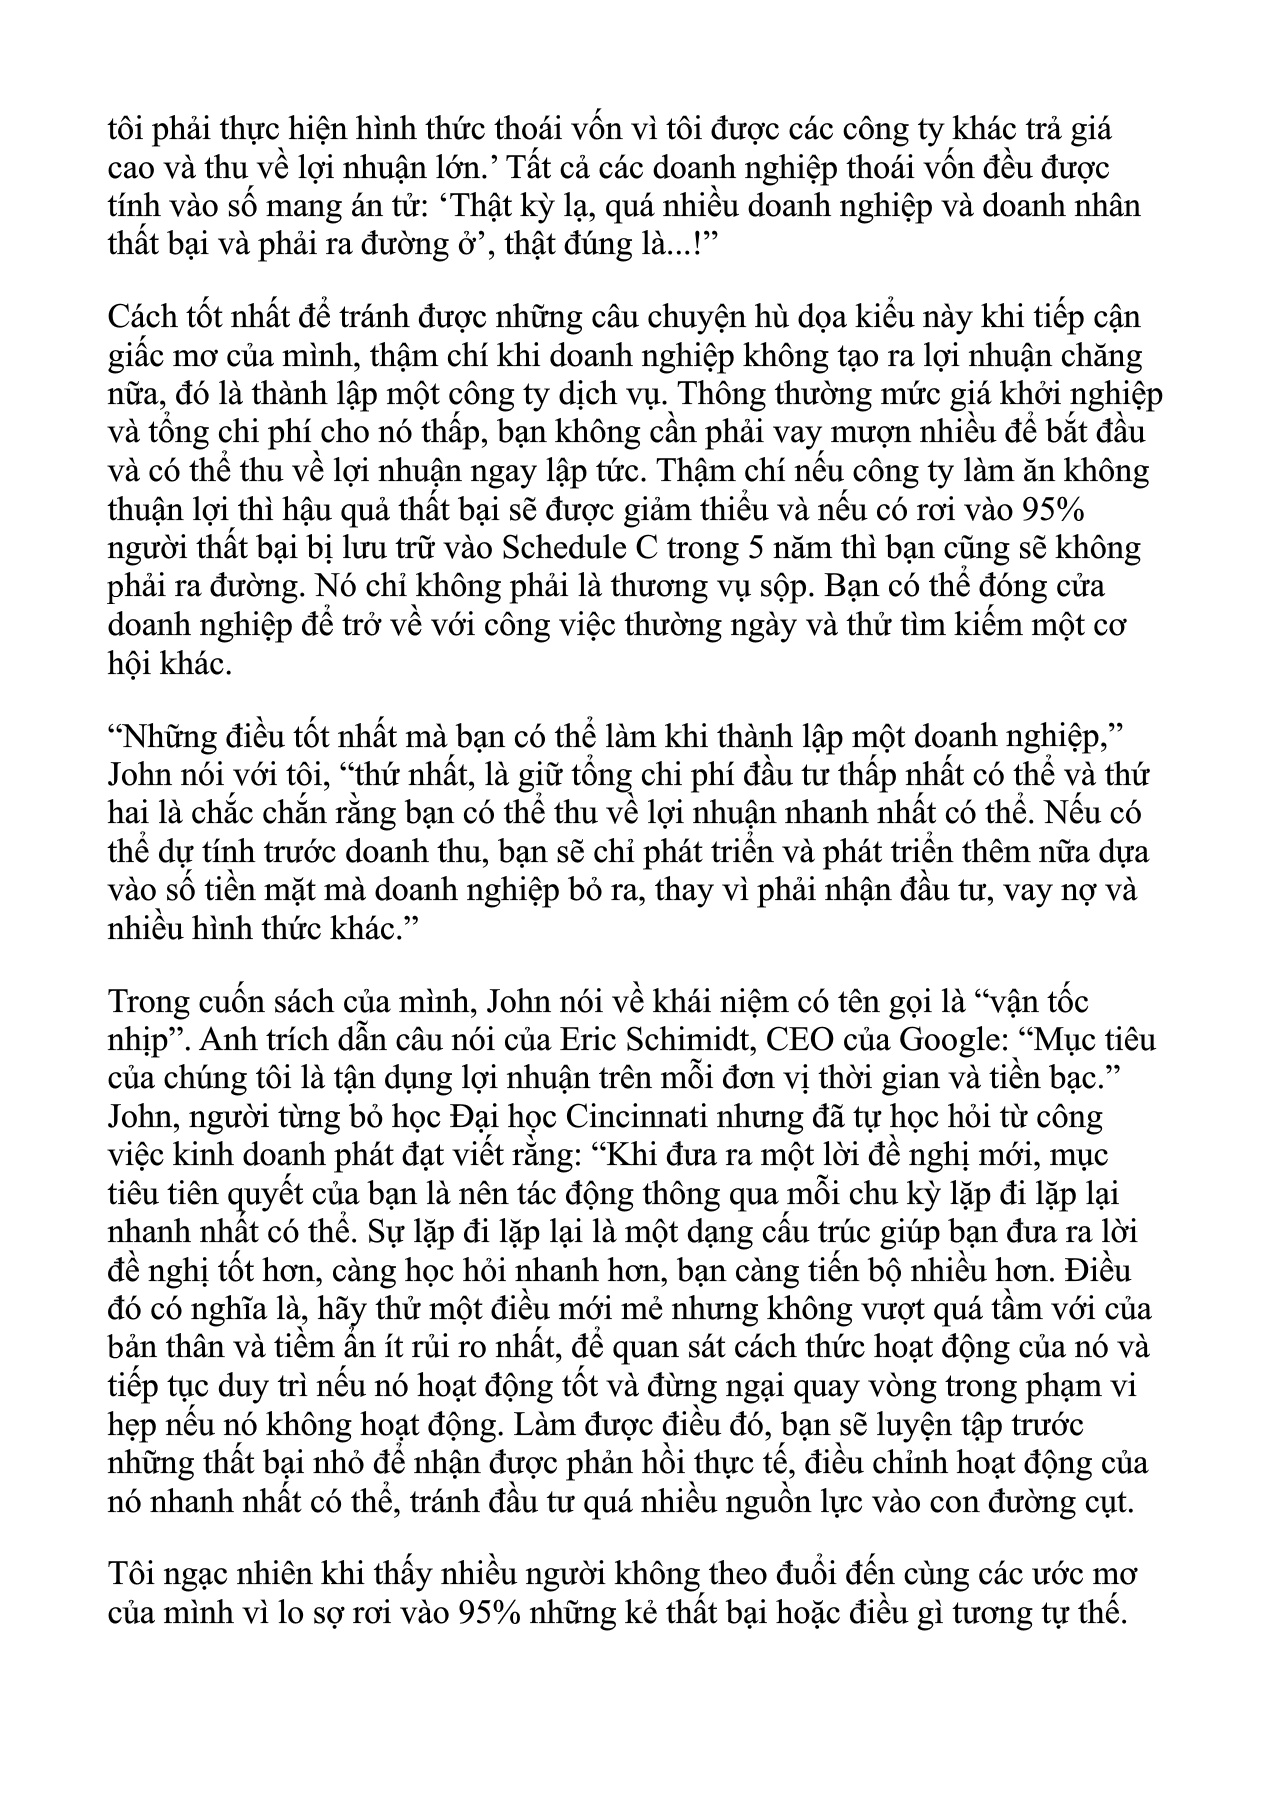 tôi phải thực hiện hình thức thoái vốn vì tôi được các công ty khác trả giá
cao và thu về lợi nhuận lớn.’ Tất cả các doanh nghiệp thoái vốn đều được
tính vào số mang án tử: ‘Thật kỳ lạ, quá nhiều doanh nghiệp và doanh nhân
thất bại và phải ra đường ở’, thật đúng là...!”
Cách tốt nhất để tránh được những câu chuyện hù dọa kiểu này khi tiếp cận
giấc mơ của mình, thậm chí khi doanh nghiệp không tạo ra lợi nhuận chăng
nữa, đó là thành lập một công ty dịch vụ. Thông thường mức giá khởi nghiệp
và tổng chi phí cho nó thấp, bạn không cần phải vay mượn nhiều để bắt đầu
và có thể thu về lợi nhuận ngay lập tức. Thậm chí nếu công ty làm ăn không
thuận lợi thì hậu quả thất bại sẽ được giảm thiểu và nếu có rơi vào 95%
người thất bại bị lưu trữ vào Schedule C trong 5 năm thì bạn cũng sẽ không
phải ra đường. Nó chỉ không phải là thương vụ sộp. Bạn có thể đóng cửa
doanh nghiệp để trở về với công việc thường ngày và thử tìm kiếm một cơ
hội khác.
“Những điều tốt nhất mà bạn có thể làm khi thành lập một doanh nghiệp,”
John nói với tôi, “thứ nhất, là giữ tổng chi phí đầu tư thấp nhất có thể và thứ
hai là chắc chắn rằng bạn có thể thu về lợi nhuận nhanh nhất có thể. Nếu có
thể dự tính trước doanh thu, bạn sẽ chỉ phát triển và phát triển thêm nữa dựa
vào số tiền mặt mà doanh nghiệp bỏ ra, thay vì phải nhận đầu tư, vay nợ và
nhiều hình thức khác.”
Trong cuốn sách của mình, John nói về khái niệm có tên gọi là “vận tốc
nhịp”. Anh trích dẫn câu nói của Eric Schimidt, CEO của Google: “Mục tiêu
của chúng tôi là tận dụng lợi nhuận trên mỗi đơn vị thời gian và tiền bạc.”
John, người từng bỏ học Đại học Cincinnati nhưng đã tự học hỏi từ công
việc kinh doanh phát đạt viết rằng: “Khi đưa ra một lời đề nghị mới, mục
tiêu tiên quyết của bạn là nên tác động thông qua mỗi chu kỳ lặp đi lặp lại
nhanh nhất có thể. Sự lặp đi lặp lại là một dạng cấu trúc giúp bạn đưa ra lời
đề nghị tốt hơn, càng học hỏi nhanh hơn, bạn càng tiến bộ nhiều hơn. Điều
đó có nghĩa là, hãy thử một điều mới mẻ nhưng không vượt quá tầm với của
bản thân và tiềm ẩn ít rủi ro nhất, để quan sát cách thức hoạt động của nó và
tiếp tục duy trì nếu nó hoạt động tốt và đừng ngại quay vòng trong phạm vi
hẹp nếu nó không hoạt động. Làm được điều đó, bạn sẽ luyện tập trước
những thất bại nhỏ để nhận được phản hồi thực tế, điều chỉnh hoạt động của
nó nhanh nhất có thể, tránh đầu tư quá nhiều nguồn lực vào con đường cụt.
Tôi ngạc nhiên khi thấy nhiều người không theo đuổi đến cùng các ước mơ
của mình vì lo sợ rơi vào 95% những kẻ thất bại hoặc điều gì tương tự thế.